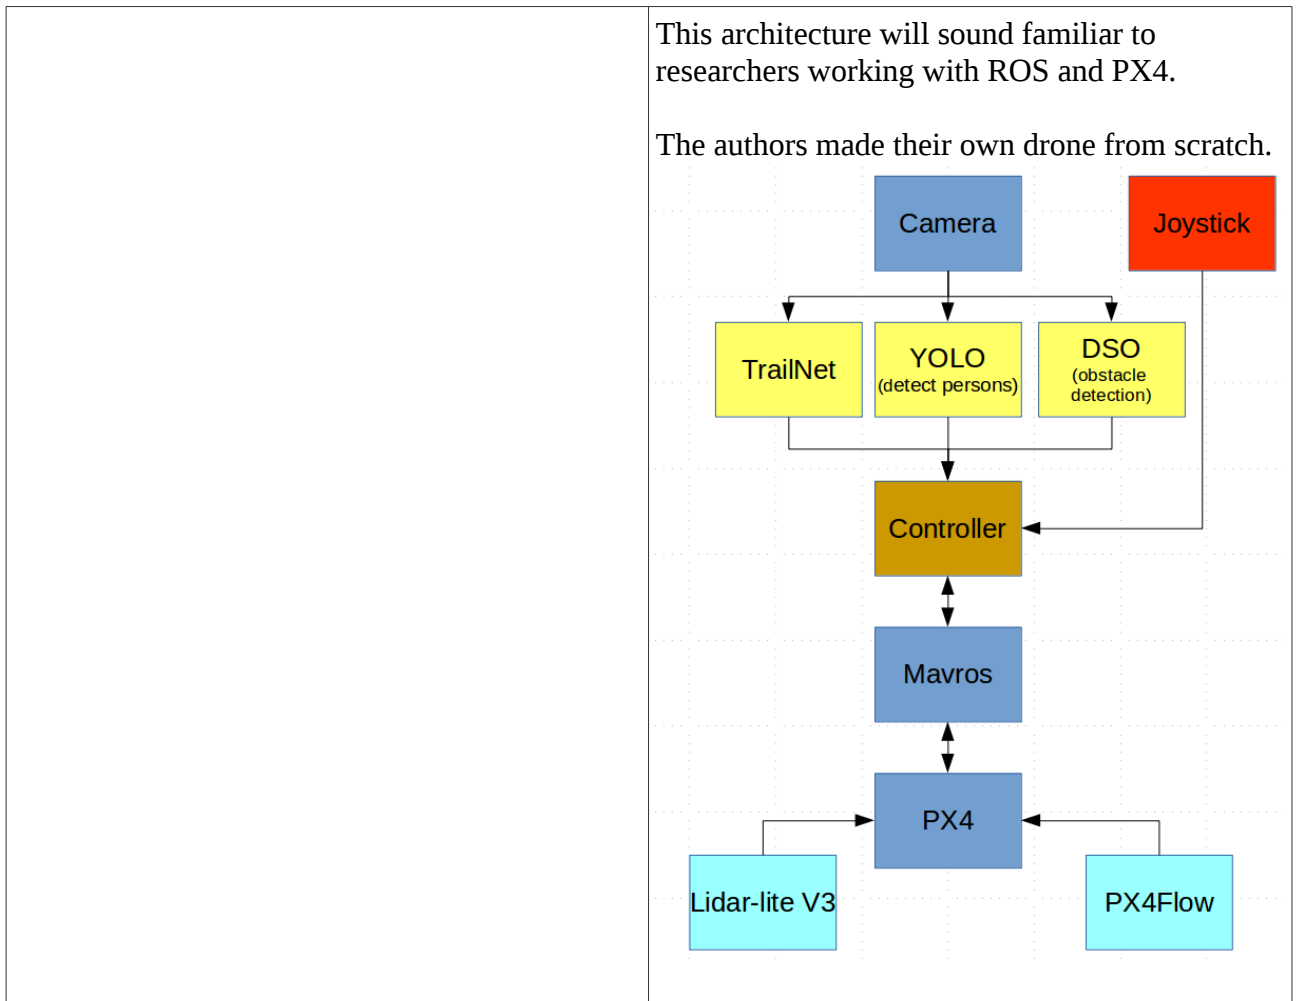 This architecture will sound familiar to
researchers working with ROS and PX4.
The authors made their own drone from scratch.
Camera
Joystick
TrailNet
YOLO
(detect persons)
DSO
(obstacle
detection)
Controller
Mavros
PX4
Lidar-lite V3
PX4Flow